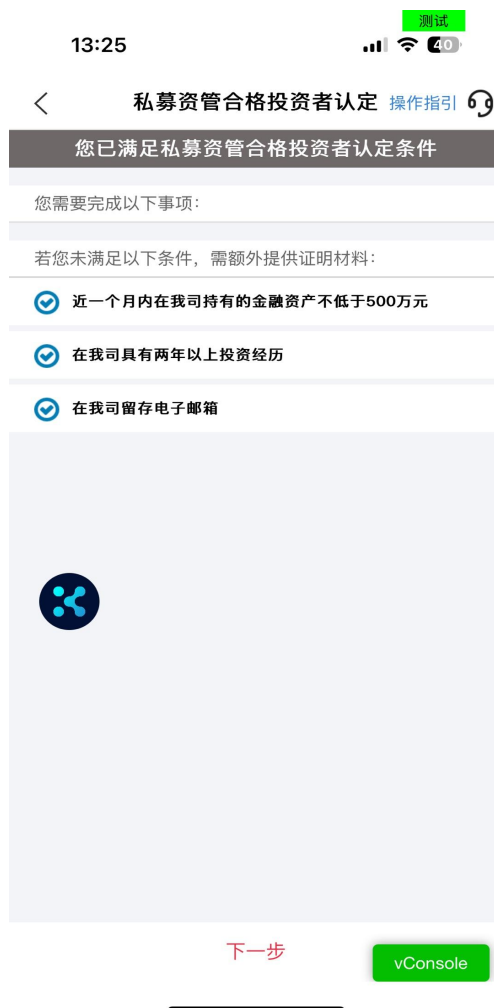 测试
13:25
40
私募资管合格投资者认定 操作指引
您已满足私募资管合格投资者认定条件
您需要完成以下事项：
若您未满足以下条件，需额外提供证明材料：
近一个月内在我司持有的金融资产不低于500万元
在我司具有两年以上投资经历
在我司留存电子邮箱
下一步
vConsole